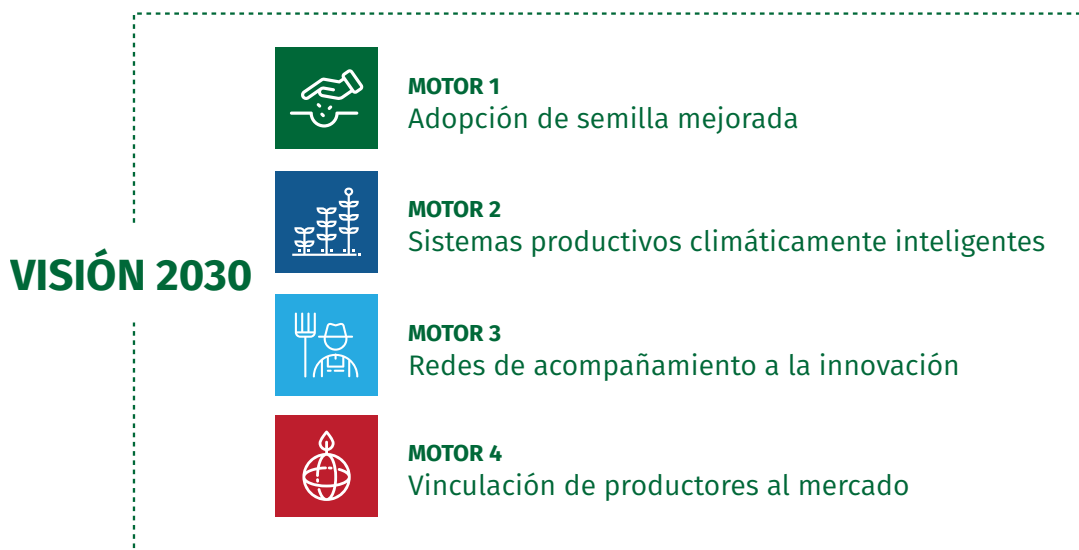 VISIÓN 2030
MOTOR 1
Adopción de semilla mejorada
MOTOR 2
Sistemas productivos climáticamente inteligentes
MOTOR 3
Redes de acompañamiento a la innovación
MOTOR 4
Vinculación de productores al mercado